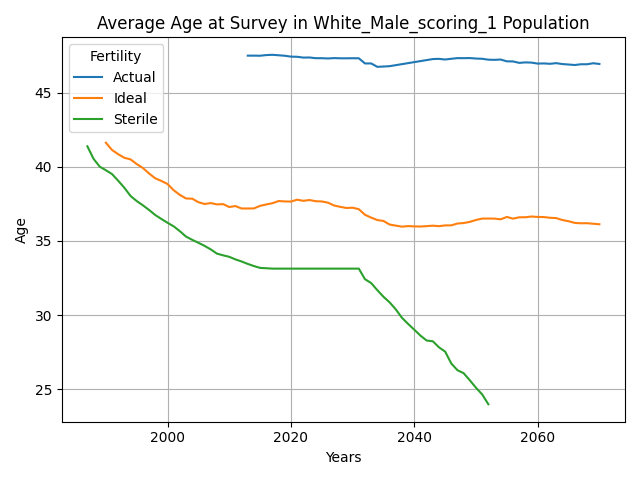 Average Age at Survey in White_Male_scoring_1 Population
Fertility
Actual
Ideal
Sterile
45
40
35
30
25
Age
2000
2020
2040
2060
Years